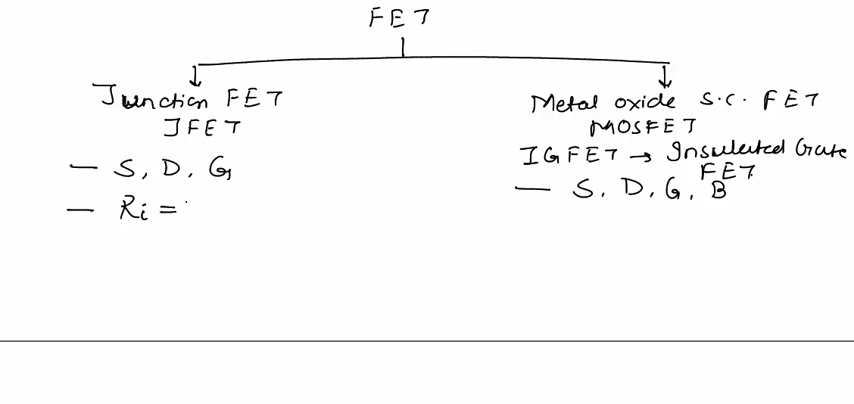 FET
Junction FET
JFET
— S, D, G
— Ri =
Metal oxide s.c. FET
MOSFET
IGFET → Insulated Gate
FET
— S, D, G, B